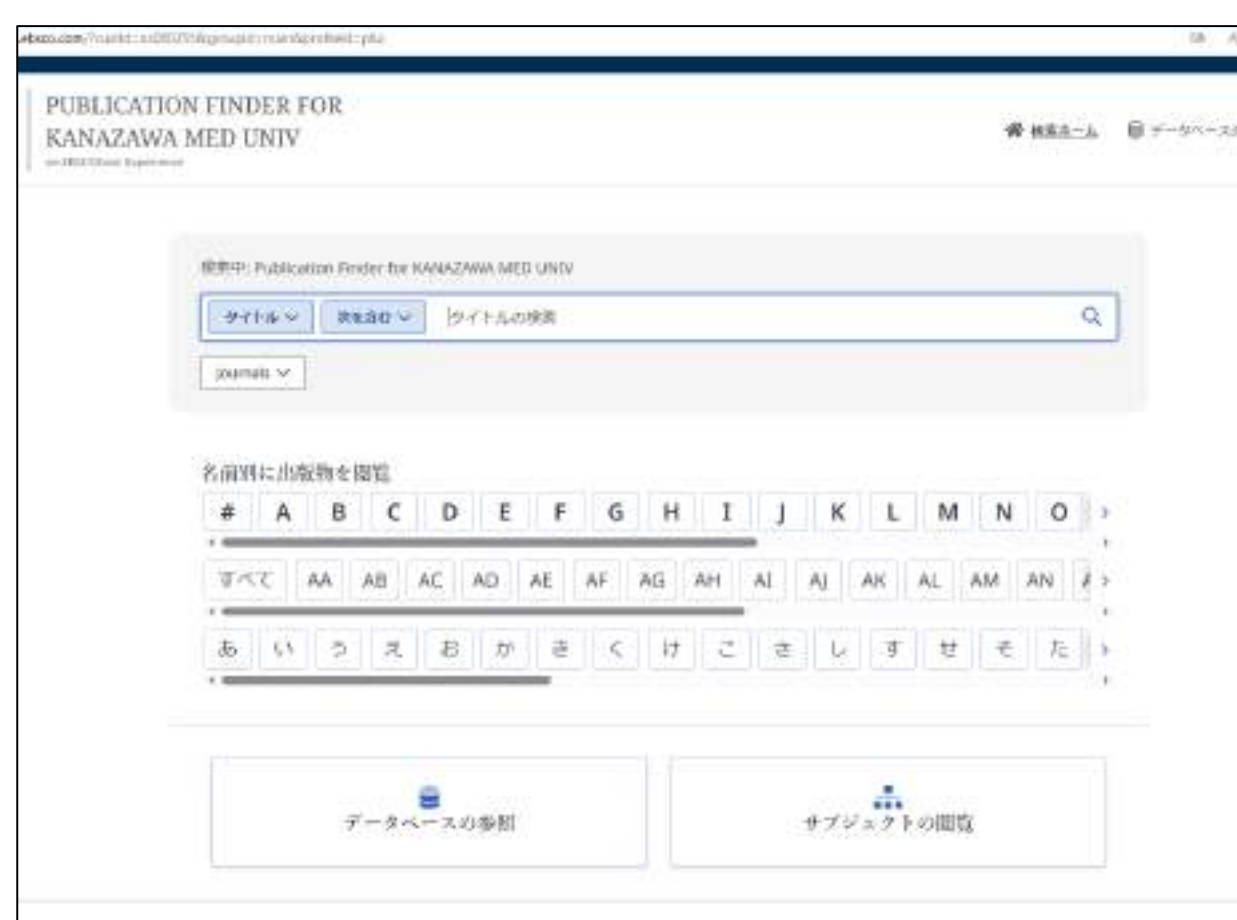 PUBLICATION FINDER FOR
KANAZAWA MED UNIV
検索ホーム
検索中: Publication Finder for KANAZAWA MED UNIV
タイトル 次を含む タイトルの検索
journals
名前別に出版物を閲覧
# A B C D E F G H I J K L M N O
すべて AA AB AC AD AE AF AG AH AI AJ AK AL AM AN
あ い う え お か き く け こ さ し す せ そ た
データベースの参照 サブジェクトの閲覧